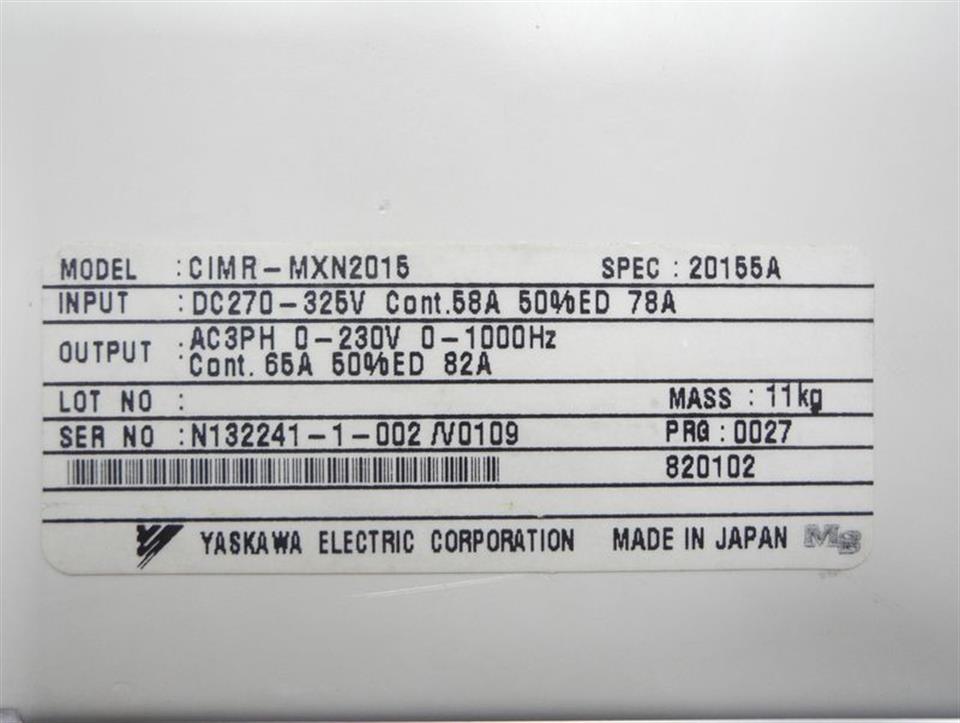 MODEL : CIMR-MXN2015 SPEC : 20155A
INPUT : DC270-325V Cont.58A 50%ED 78A
OUTPUT : AC3PH 0-230V 0-1000Hz
Cont. 65A 50%ED 82A
LOT NO : MASS : 11kg
SER NO : N132241-1-002/V0109 PRG : 0027
820102
YASKAWA ELECTRIC CORPORATION MADE IN JAPAN